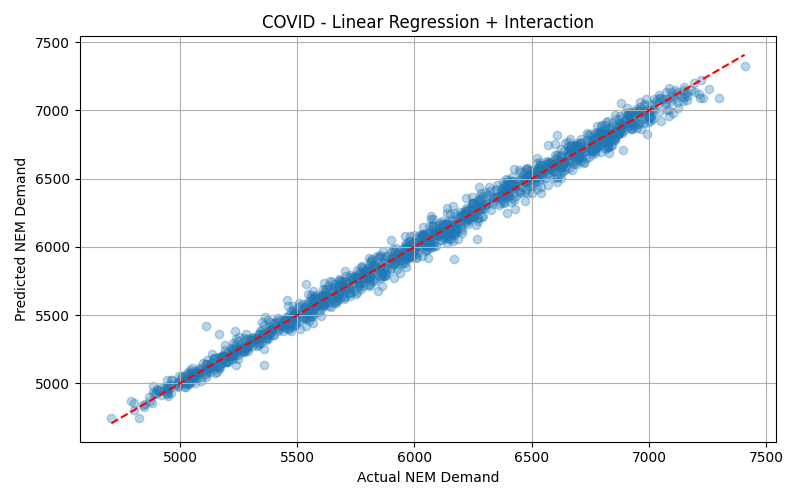 COVID - Linear Regression + Interaction
Predicted NEM Demand
7500
7000
6500
6000
5500
5000
5000 5500 6000 6500 7000 7500
Actual NEM Demand